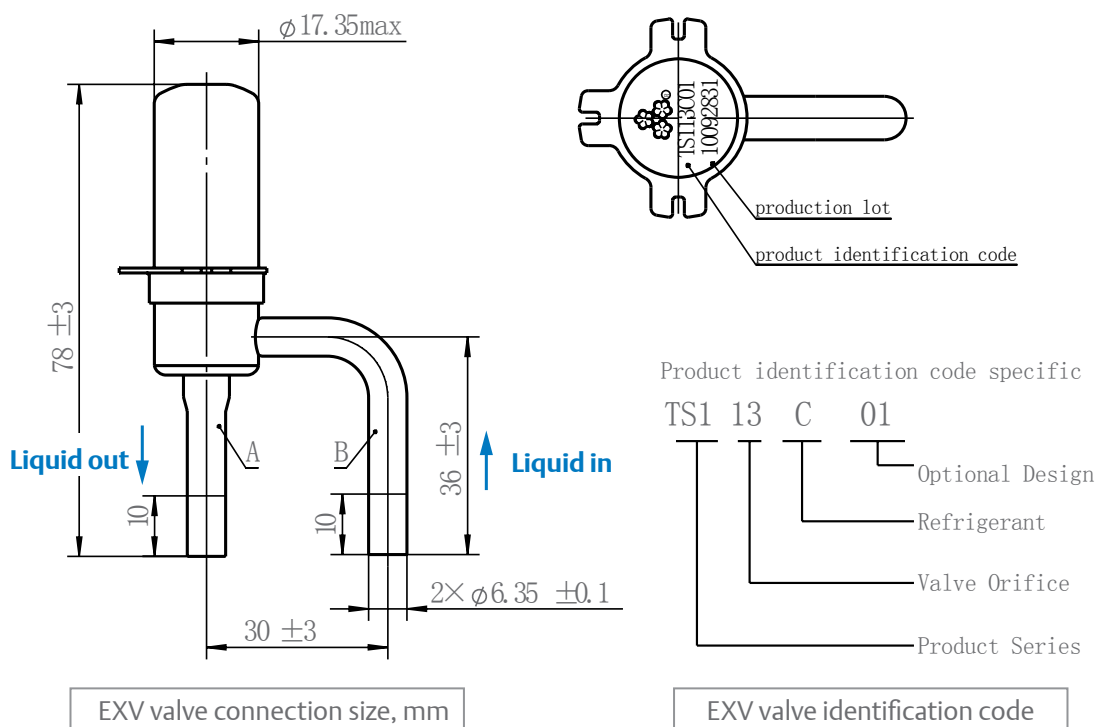 φ17.35max
78 ±3
Liquid out
A
B
36 ±3
Liquid in
10
10
2×φ6.35 ±0.1
30 ±3
EXV valve connection size, mm
®
TS113C01
10092831
production lot
product identification code
Product identification code specific
TS1 13 C 01
Optional Design
Refrigerant
Valve Orifice
Product Series
EXV valve identification code